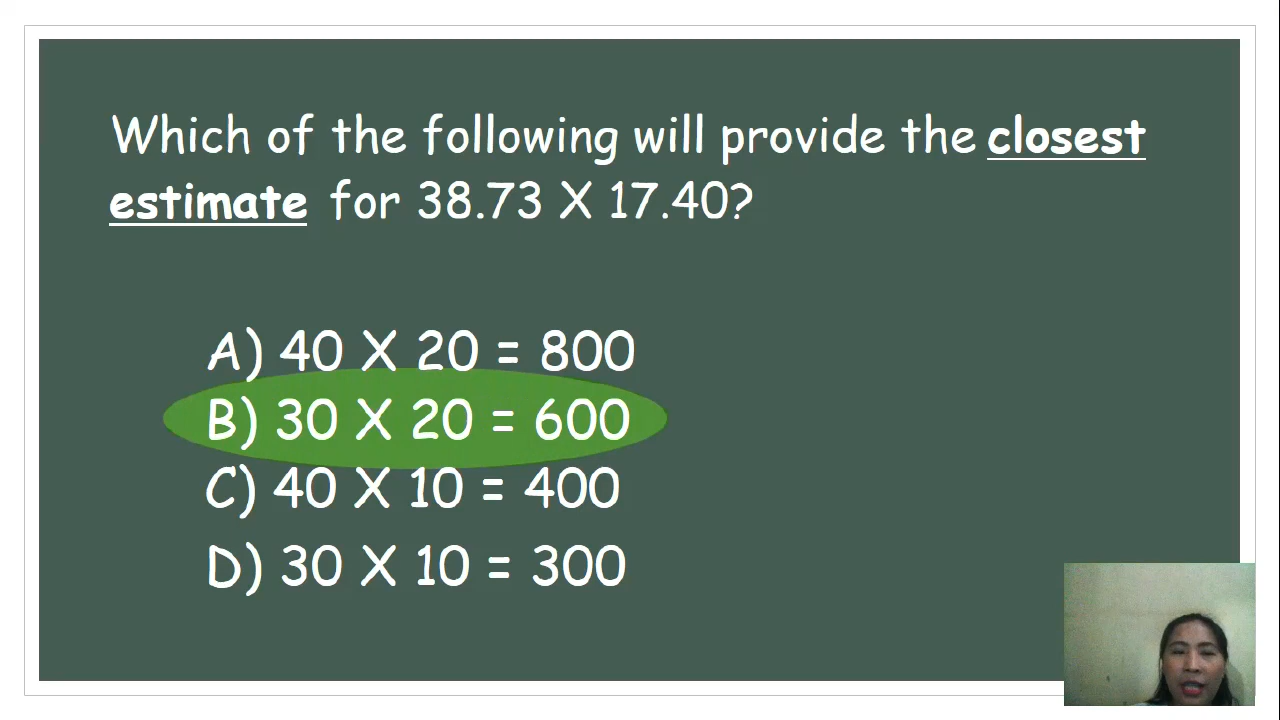 Which of the following will provide the closest
estimate for 38.73 X 17.40?
A) 40 X 20 = 800
B) 30 X 20 = 600
C) 40 X 10 = 400
D) 30 X 10 = 300